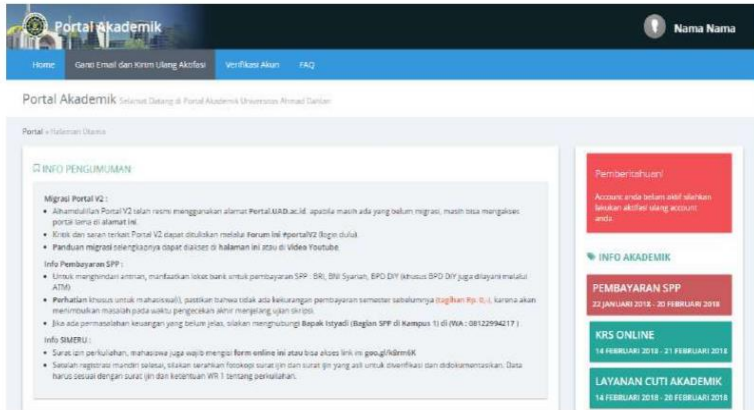 Portal Akademik
Nama Nama
Home Ganti Email dan Kirim Ulang Aktifasi Verifikasi Akun FAQ
Portal Akademik Selamat Datang di Portal Akademik Universitas Ahmad Dahlan
Portal » Halaman Utama
INFO PENGUMUMAN
Migrasi Portal V2 :
Alhamdulillah Portal V2 telah resmi menggunakan alamat Portal.UAD.ac.id. apabila masih ada yang belum migrasi, masih bisa mengakses
portal lama di alamat ini.
Kritik dan saran terkait Portal V2 dapat dituliskan melalui Forum ini #portalV2 (login dulu).
Panduan migrasi selengkapnya dapat diakses di halaman ini atau di Video Youtube.
Info Pembayaran SPP :
Untuk menghindari antrian, manfaatkan loket bank untuk pembayaran SPP : BRI, BNI Syariah, BPD DIY (khusus BPD DIY juga dilayani melalui
ATM)
Perhatian khusus untuk mahasiswa(i), pastikan bahwa tidak ada kekurangan pembayaran semester sebelumnya (tagihan Rp. 0,-), karena akan
menimbulkan masalah pada waktu pengecekan akhir menjelang ujian skripsi.
Jika ada permasalahan keuangan yang belum jelas, silakan menghubungi Bapak Istyadi (Bagian SPP di Kampus 1) di (WA : 08122994217 )
Info SIMERU :
Surat izin perkuliahan, mahasiswa juga wajib mengisi form online ini atau bisa akses link ini goo.gl/kBrm6K
Setelah registrasi mandiri selesai, silakan serahkan fotokopi surat ijin dan surat ijin yang asli untuk diverifikasi dan didokumentasikan. Data
harus sesuai dengan surat ijin dan ketentuan WR 1 tentang perkuliahan.
Pemberitahuan!
Account anda belum aktif silahkan
lakukan aktifasi ulang account
anda.
INFO AKADEMIK
PEMBAYARAN SPP
22 JANUARI 2018 - 20 FEBRUARI 2018
KRS ONLINE
14 FEBRUARI 2018 - 21 FEBRUARI 2018
LAYANAN CUTI AKADEMIK
14 FEBRUARI 2018 - 20 FEBRUARI 2018